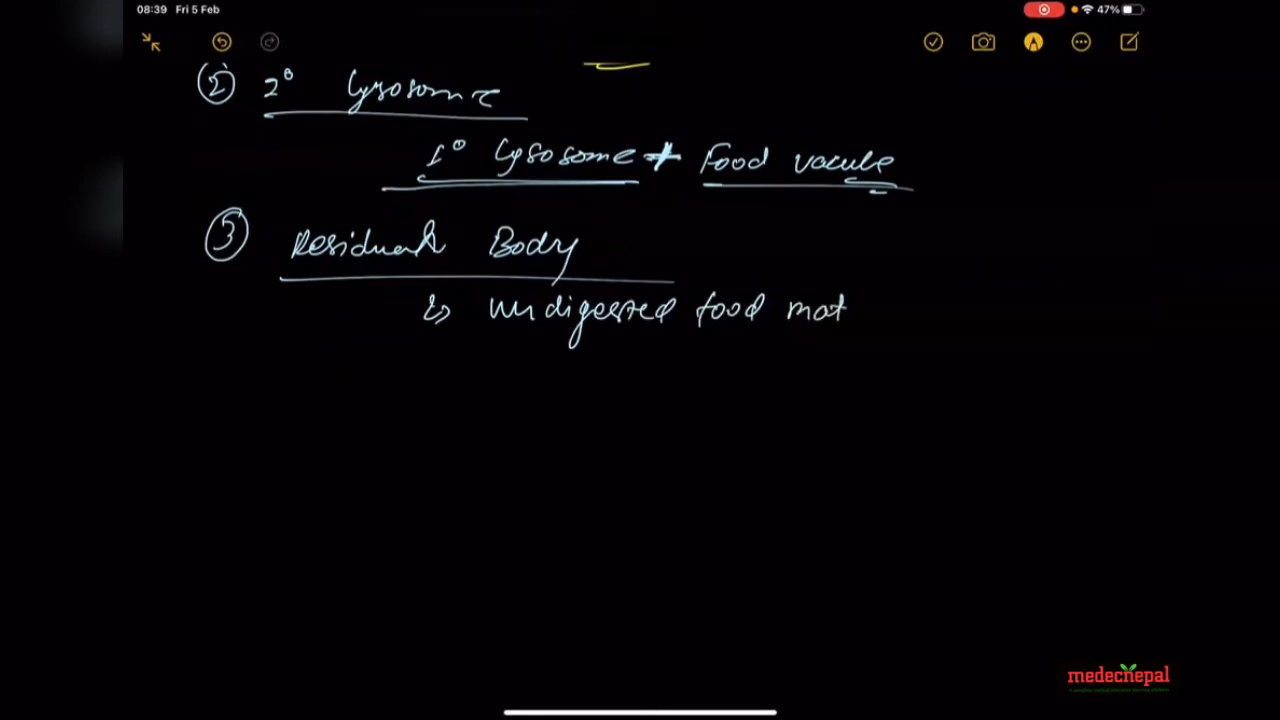 08:39 Fri 5 Feb 47%
② 2° Lysosome
1° Lysosome + Food vacule
③ Residual Body
↳ undigested food mat
medecnepal